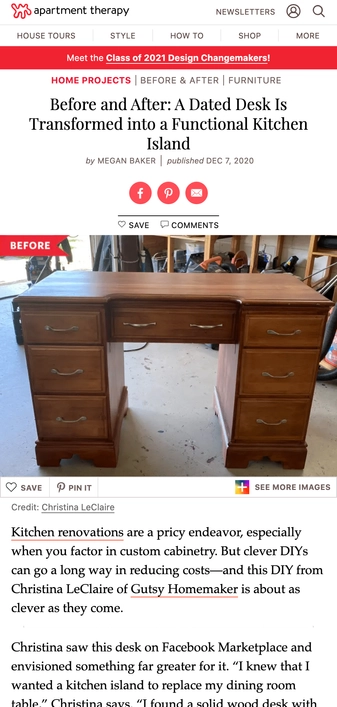 apartment therapy
NEWSLETTERS
HOUSE TOURS STYLE HOW TO SHOP MORE
Meet the Class of 2021 Design Changemakers!
HOME PROJECTS | BEFORE & AFTER | FURNITURE
Before and After: A Dated Desk Is
Transformed into a Functional Kitchen
Island
by MEGAN BAKER | published DEC 7, 2020
SAVE COMMENTS
BEFORE
SAVE PIN IT SEE MORE IMAGES
Credit: Christina LeClaire
Kitchen renovations are a pricy endeavor, especially
when you factor in custom cabinetry. But clever DIYs
can go a long way in reducing costs—and this DIY from
Christina LeClaire of Gutsy Homemaker is about as
clever as they come.
Christina saw this desk on Facebook Marketplace and
envisioned something far greater for it. “I knew that I
wanted a kitchen island to replace my dining room
table,” Christina says. “I found a solid wood desk with